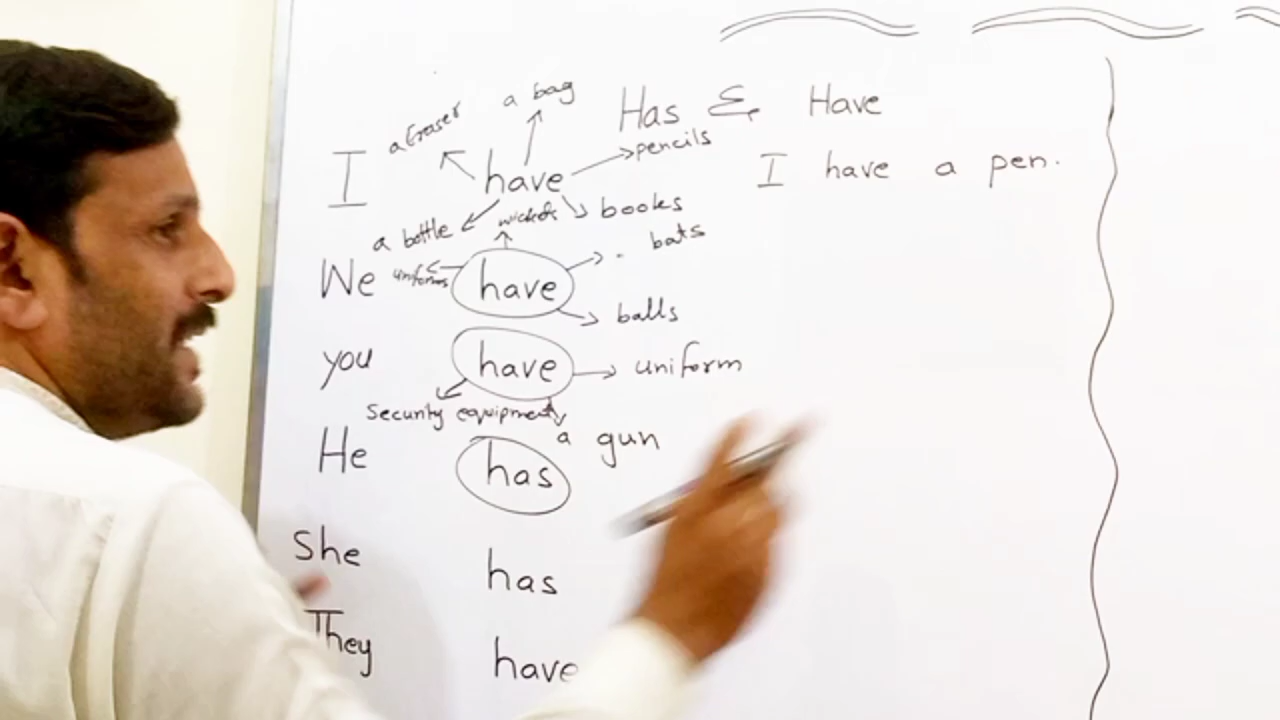 Has & Have
a Eraser a bag
I have pencils
I have a pen.
a bottle wickets books
We uniforms have bats
balls
you have uniform
Security equipment
a gun
He has
She has
They have